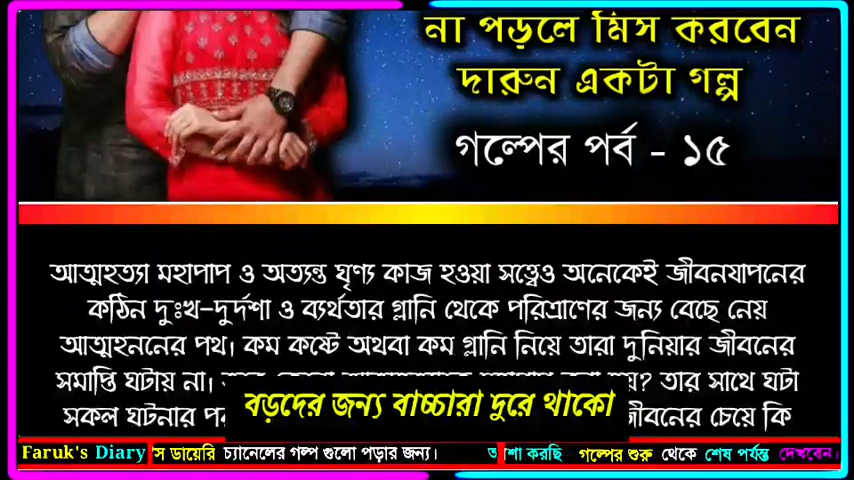 না পড়লে মিস করবেন
দারুন একটা গল্প
গল্পের পর্ব - ১৫
আত্মহত্যা মহাপাপ ও অত্যন্ত ঘৃণ্য কাজ হওয়া সত্ত্বেও অনেকেই জীবনযাপনের
কঠিন দুঃখ-দুর্দশা ও ব্যর্থতার গ্লানি থেকে পরিত্রাণের জন্য বেছে নেয়
আত্মহননের পথ। কম কষ্টে অথবা কম গ্লানি নিয়ে তারা দুনিয়ার জীবনের
সমাপ্তি ঘটায় না। তার সাথে ঘটা
সকল ঘটনার জীবনের চেয়ে কি
বড়দের জন্য বাচ্চারা দুরে থাকো
Faruk's Diary 'স ডায়েরি চ্যানেলের গল্প গুলো পড়ার জন্য। আশা করছি গল্পের শুরু থেকে শেষ পর্যন্ত দেখবেন।